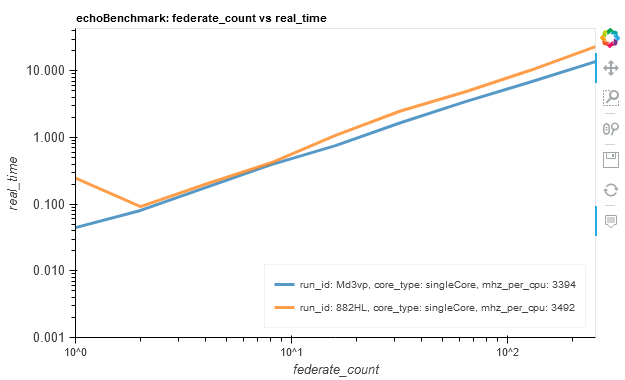 echoBenchmark: federate_count vs real_time
10.000
1.000
0.100
0.010
0.001
real_time
run_id: Md3vp, core_type: singleCore, mhz_per_cpu: 3394
run_id: 882HL, core_type: singleCore, mhz_per_cpu: 3492
10^0
10^1
10^2
federate_count